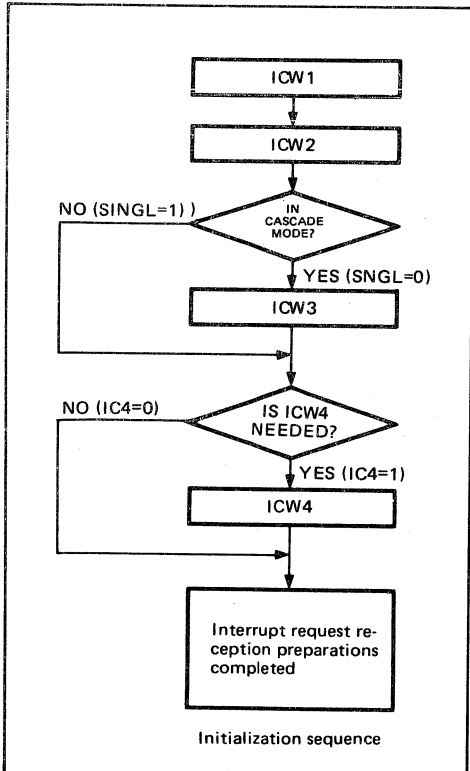 ICW1
ICW2
IN
CASCADE
MODE?
NO (SINGL=1) )
YES (SNGL=0)
ICW3
IS ICW4
NEEDED?
NO (IC4=0)
YES (IC4=1)
ICW4
Interrupt request re-
ception preparations
completed
Initialization sequence